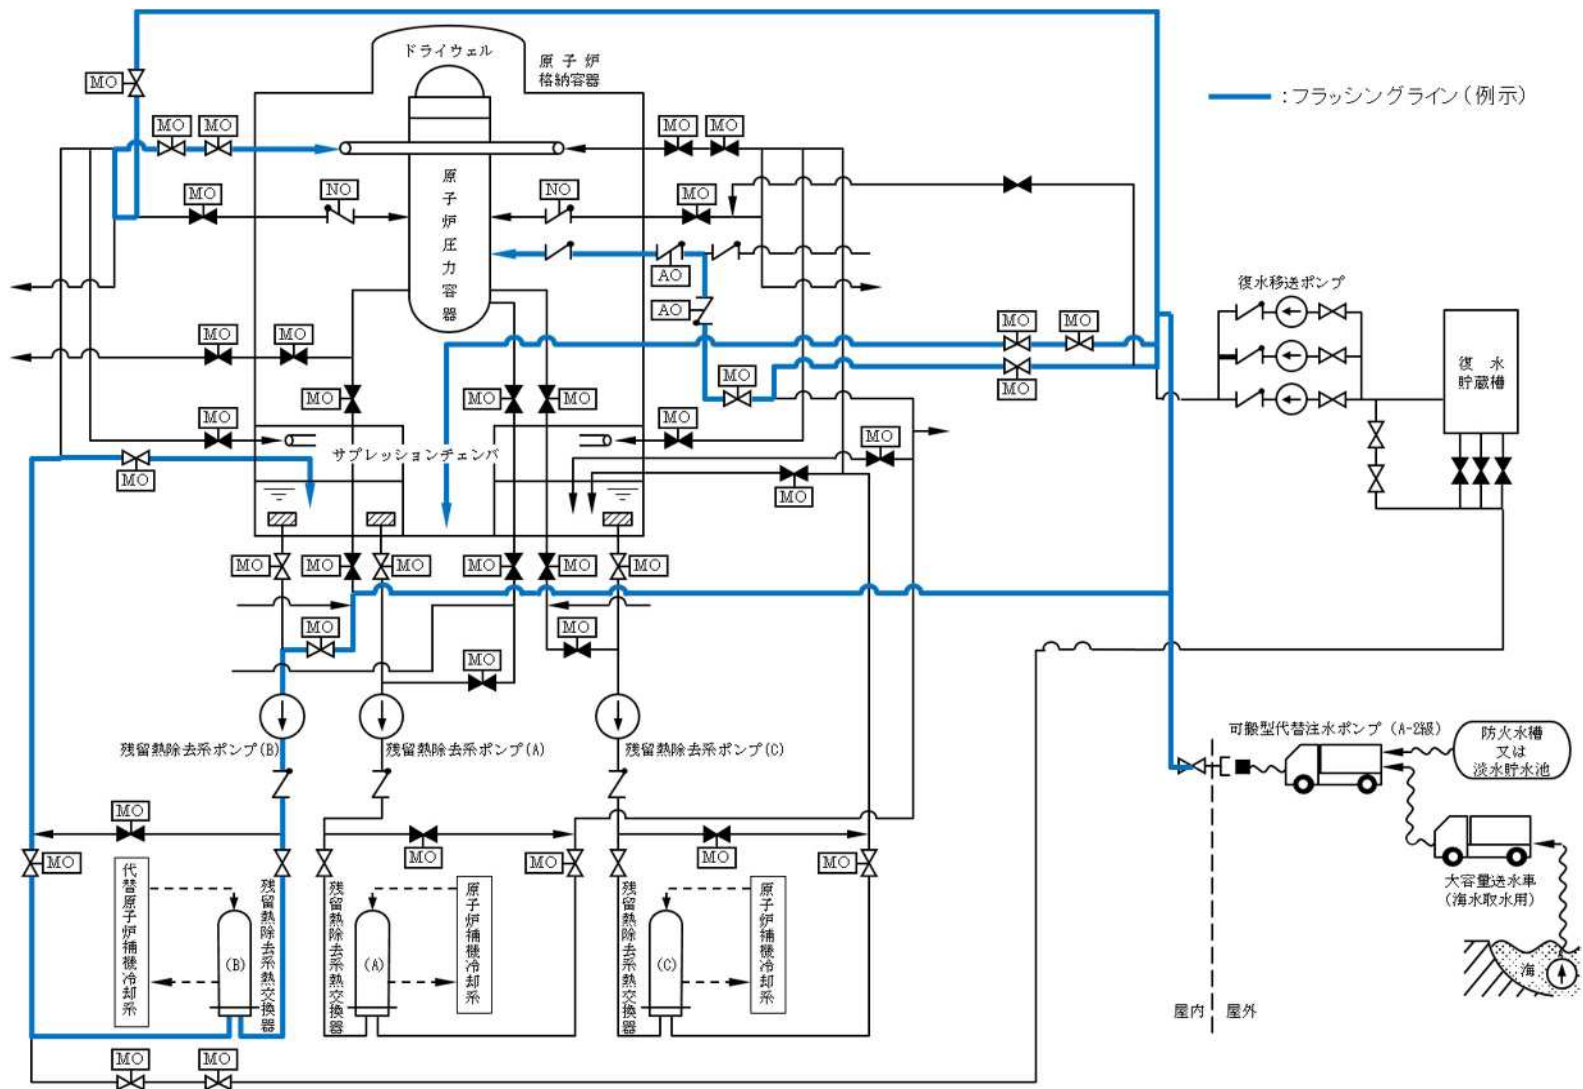 ドライウェル
原子炉
格納容器
:フラッシングライン(例示)
MO
MO
MO
MO
MO
MO
NO
NO
MO
原子炉圧力容器
AO
AO
復水移送ポンプ
MO
MO
MO
MO
MO
MO
復水
貯蔵槽
MO
MO
MO
MO
MO
MO
MO
サプレッションチェンバ
MO
MO
MO
MO
MO
MO
MO
MO
MO
MO
MO
MO
残留熱除去系ポンプ(B)
残留熱除去系ポンプ(A)
残留熱除去系ポンプ(C)
可搬型代替注水ポンプ(A-2級)
防火水槽
又は
淡水貯水池
MO
MO
MO
MO
MO
MO
代替原子炉補機冷却系
(B)
残留熱除去系熱交換器
残留熱除去系熱交換器
(A)
原子炉補機冷却系
残留熱除去系熱交換器
(C)
原子炉補機冷却系
大容量送水車
(海水取水用)
海
屋内
屋外
MO
MO